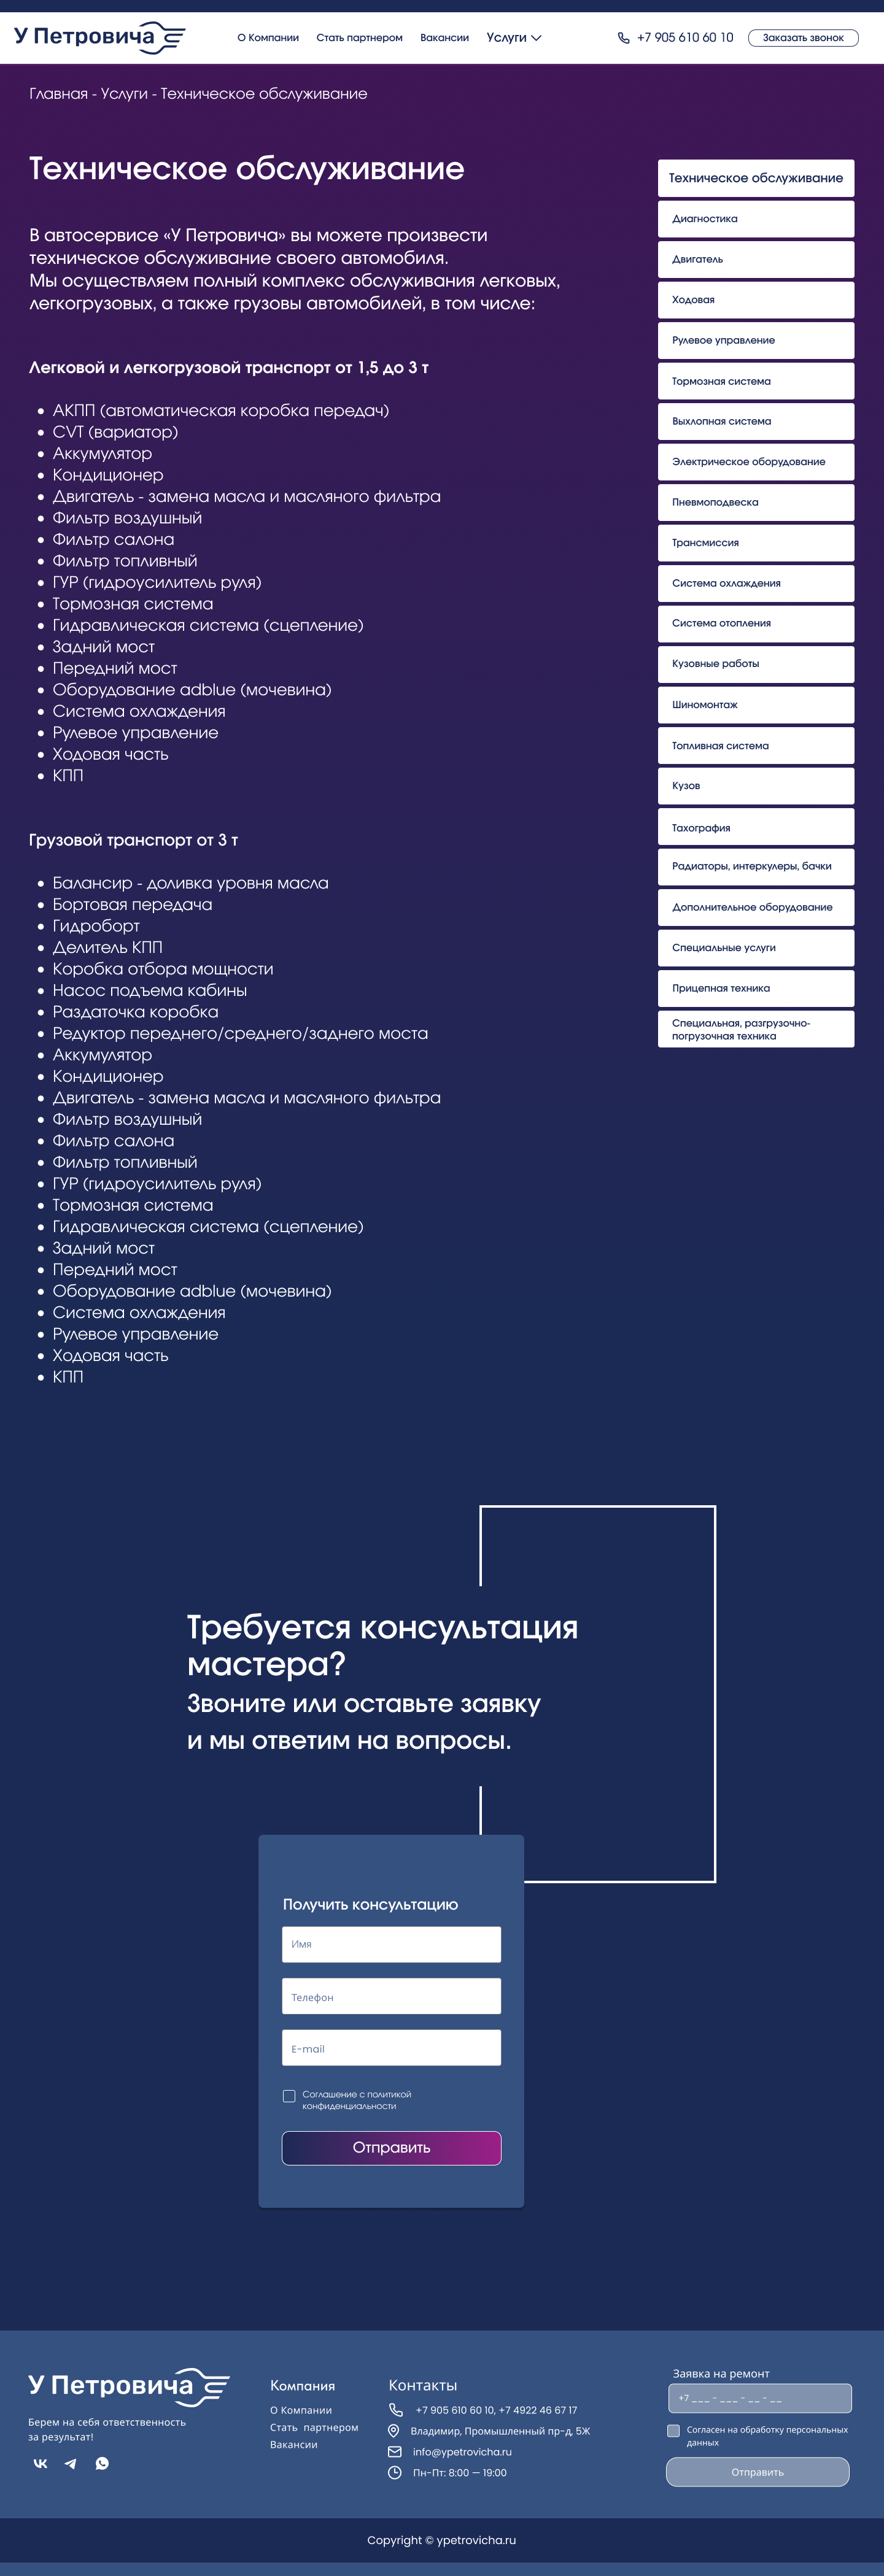 У Петровича
О Компании
Стать партнером
Вакансии
Услуги
+7 905 610 60 10
Заказать звонок
Главная - Услуги - Техническое обслуживание
Техническое обслуживание
В автосервисе «У Петровича» вы можете произвести
техническое обслуживание своего автомобиля.
Мы осуществляем полный комплекс обслуживания легковых,
легкогрузовых, а также грузовы автомобилей, в том числе:
Легковой и легкогрузовой транспорт от 1,5 до 3 т
АКПП (автоматическая коробка передач)
CVT (вариатор)
Аккумулятор
Кондиционер
Двигатель - замена масла и масляного фильтра
Фильтр воздушный
Фильтр салона
Фильтр топливный
ГУР (гидроусилитель руля)
Тормозная система
Гидравлическая система (сцепление)
Задний мост
Передний мост
Оборудование adblue (мочевина)
Система охлаждения
Рулевое управление
Ходовая часть
КПП
Грузовой транспорт от 3 т
Балансир - доливка уровня масла
Бортовая передача
Гидроборт
Делитель КПП
Коробка отбора мощности
Насос подъема кабины
Раздаточка коробка
Редуктор переднего/среднего/заднего моста
Аккумулятор
Кондиционер
Двигатель - замена масла и масляного фильтра
Фильтр воздушный
Фильтр салона
Фильтр топливный
ГУР (гидроусилитель руля)
Тормозная система
Гидравлическая система (сцепление)
Задний мост
Передний мост
Оборудование adblue (мочевина)
Система охлаждения
Рулевое управление
Ходовая часть
КПП
Техническое обслуживание
Диагностика
Двигатель
Ходовая
Рулевое управление
Тормозная система
Выхлопная система
Электрическое оборудование
Пневмоподвеска
Трансмиссия
Система охлаждения
Система отопления
Кузовные работы
Шиномонтаж
Топливная система
Кузов
Тахография
Радиаторы, интеркулеры, бачки
Дополнительное оборудование
Специальные услуги
Прицепная техника
Специальная, разгрузочно-
погрузочная техника
Требуется консультация
мастера?
Звоните или оставьте заявку
и мы ответим на вопросы.
Получить консультацию
Имя
Телефон
E-mail
Соглашение с политикой
конфиденциальности
Отправить
У Петровича
Берем на себя ответственность
за результат!
Компания
О Компании
Стать партнером
Вакансии
Контакты
+7 905 610 60 10, +7 4922 46 67 17
Владимир, Промышленный пр-д, 5Ж
info@ypetrovicha.ru
Пн-Пт: 8:00 — 19:00
Заявка на ремонт
+7 _ _ _ - _ _ _ - _ _ - _ _
Согласен на обработку персональных
данных
Отправить
Copyright © ypetrovicha.ru